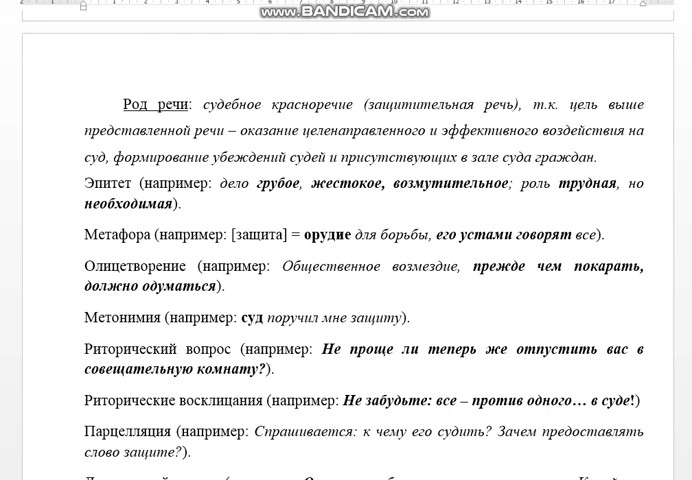 www.BANDICAM.com
Род речи: судебное красноречие (защитительная речь), т.к. цель выше
представленной речи – оказание целенаправленного и эффективного воздействия на
суд, формирование убеждений судей и присутствующих в зале суда граждан.
Эпитет (например: дело грубое, жестокое, возмутительное; роль трудная, но
необходимая).
Метафора (например: [защита] = орудие для борьбы, его устами говорят все).
Олицетворение (например: Общественное возмездие, прежде чем покарать,
должно одуматься).
Метонимия (например: суд поручил мне защиту).
Риторический вопрос (например: Не проще ли теперь же отпустить вас в
совещательную комнату?).
Риторические восклицания (например: Не забудьте: все – против одного… в суде!)
Парцелляция (например: Спрашивается: к чему его судить? Зачем предоставлять
слово защите?).